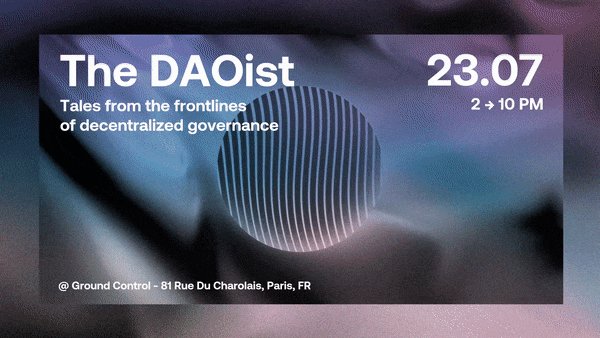 The DAOist
23.07
Tales from the frontlines
of decentralized governance
2 → 10 PM
@ Ground Control - 81 Rue Du Charolais, Paris, FR